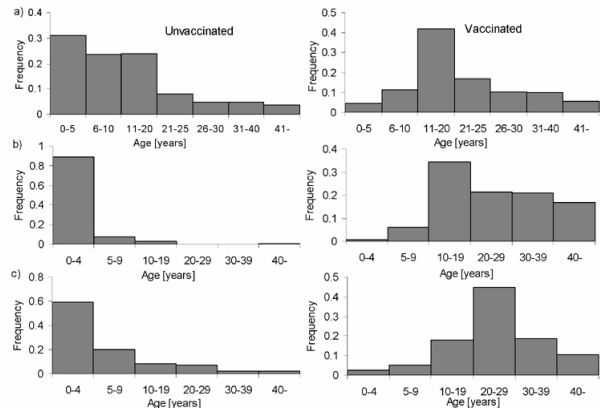 a)
Unvaccinated
Frequency
0.4
0.3
0.2
0.1
0
0-5 6-10 11-20 21-25 26-30 31-40 41-
Age [years]
Vaccinated
Frequency
0.5
0.4
0.3
0.2
0.1
0
0-5 6-10 11-20 21-25 26-30 31-40 41-
Age [years]
b)
Frequency
1
0.8
0.6
0.4
0.2
0
0-4 5-9 10-19 20-29 30-39 40-
Age [years]
Frequency
0.4
0.3
0.2
0.1
0
0-4 5-9 10-19 20-29 30-39 40-
Age [years]
c)
Frequency
0.8
0.6
0.4
0.2
0
0-4 5-9 10-19 20-29 30-39 40-
Age [years]
Frequency
0.5
0.4
0.3
0.2
0.1
0
0-4 5-9 10-19 20-29 30-39 40-
Age [years]